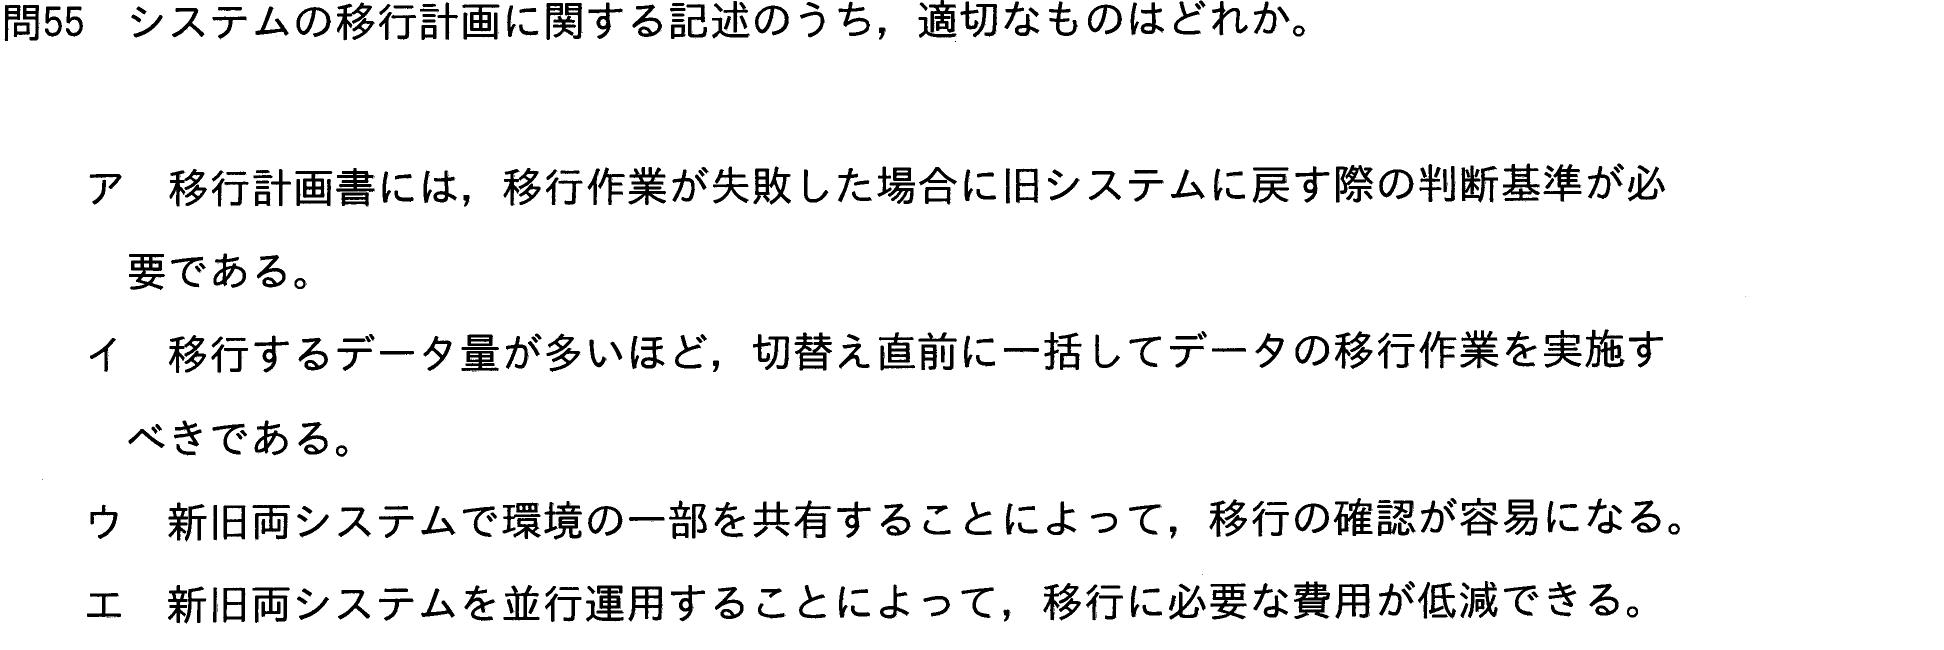 問55　システムの移行計画に関する記述のうち，適切なものはどれか。
ア　移行計画書には，移行作業が失敗した場合に旧システムに戻す際の判断基準が必
要である。
イ　移行するデータ量が多いほど，切替え直前に一括してデータの移行作業を実施す
べきである。
ウ　新旧両システムで環境の一部を共有することによって，移行の確認が容易になる。
エ　新旧両システムを並行運用することによって，移行に必要な費用が低減できる。